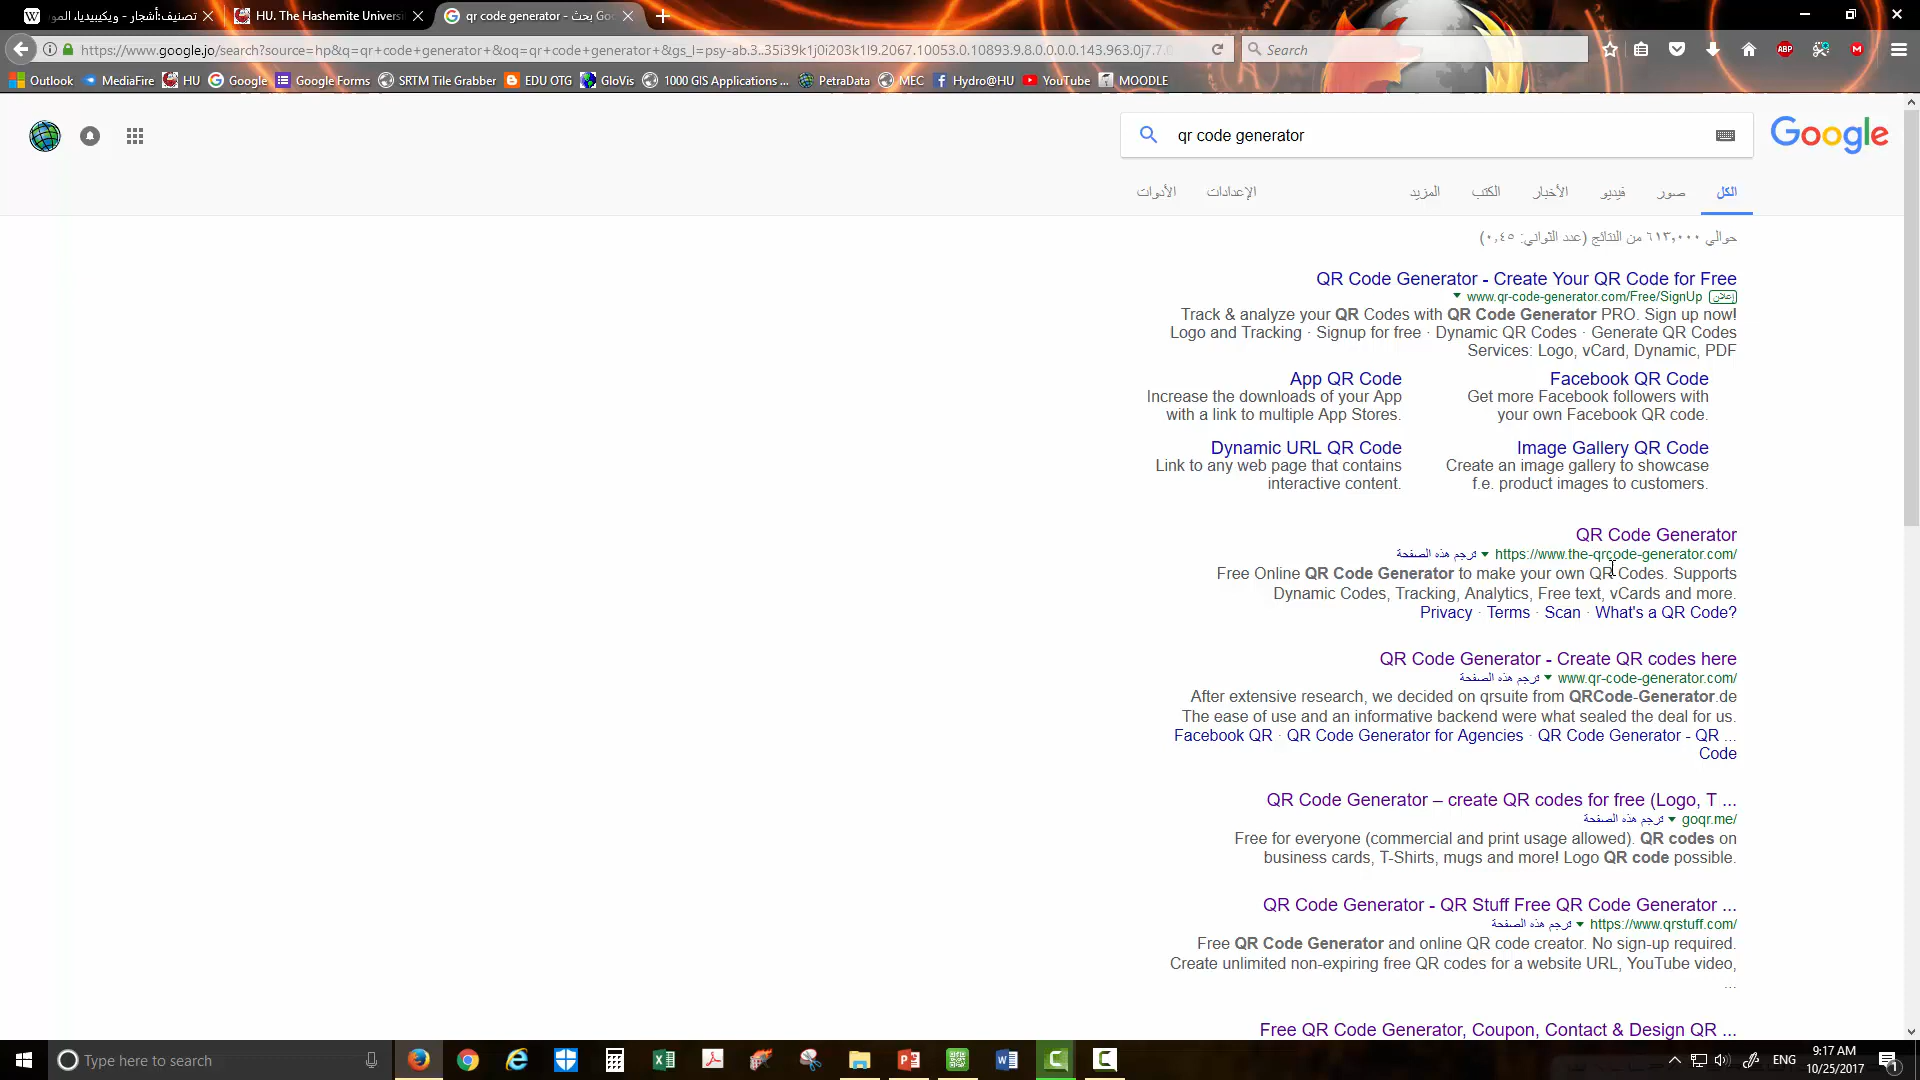 تصنيف:أشجار - ويكيبيديا، المو
HU. The Hashemite Universi
qr code generator - بحث Goo
https://www.google.jo/search?source=hp&q=qr+code+generator+&oq=qr+code+generator+&gs_l=psy-ab.3..35i39k1j0i203k1l9.2067.10053.0.10893.9.8.0.0.0.0.143.963.0j7.7.0
Search
ABP
M
Outlook
MediaFire
HU
Google
Google Forms
SRTM Tile Grabber
EDU OTG
GloVis
1000 GIS Applications ...
PetraData
MEC
Hydro@HU
YouTube
MOODLE
qr code generator
Google
الكل
صور
فيديو
الأخبار
الكتب
المزيد
الإعدادات
الأدوات
حوالي ٦١٣,٠٠٠ من النتائج (عدد الثواني: ٠,٤٥)
QR Code Generator - Create Your QR Code for Free
www.qr-code-generator.com/Free/SignUp إعلان
Track & analyze your QR Codes with QR Code Generator PRO. Sign up now!
Logo and Tracking · Signup for free · Dynamic QR Codes · Generate QR Codes
Services: Logo, vCard, Dynamic, PDF
App QR Code
Increase the downloads of your App
with a link to multiple App Stores.
Facebook QR Code
Get more Facebook followers with
your own Facebook QR code.
Dynamic URL QR Code
Link to any web page that contains
interactive content.
Image Gallery QR Code
Create an image gallery to showcase
f.e. product images to customers.
QR Code Generator
https://www.the-qrcode-generator.com/ ترجم هذه الصفحة
Free Online QR Code Generator to make your own QR Codes. Supports
Dynamic Codes, Tracking, Analytics, Free text, vCards and more.
Privacy · Terms · Scan · What's a QR Code?
QR Code Generator - Create QR codes here
www.qr-code-generator.com/ ترجم هذه الصفحة
After extensive research, we decided on qrsuite from QRCode-Generator.de
The ease of use and an informative backend were what sealed the deal for us.
Facebook QR · QR Code Generator for Agencies · QR Code Generator - QR ...
Code
QR Code Generator – create QR codes for free (Logo, T ...
goqr.me/ ترجم هذه الصفحة
Free for everyone (commercial and print usage allowed). QR codes on
business cards, T-Shirts, mugs and more! Logo QR code possible.
QR Code Generator - QR Stuff Free QR Code Generator ...
https://www.qrstuff.com/ ترجم هذه الصفحة
Free QR Code Generator and online QR code creator. No sign-up required.
Create unlimited non-expiring free QR codes for a website URL, YouTube video,
...
Free QR Code Generator, Coupon, Contact & Design QR ...
Type here to search
ENG
9:17 AM
10/25/2017
1